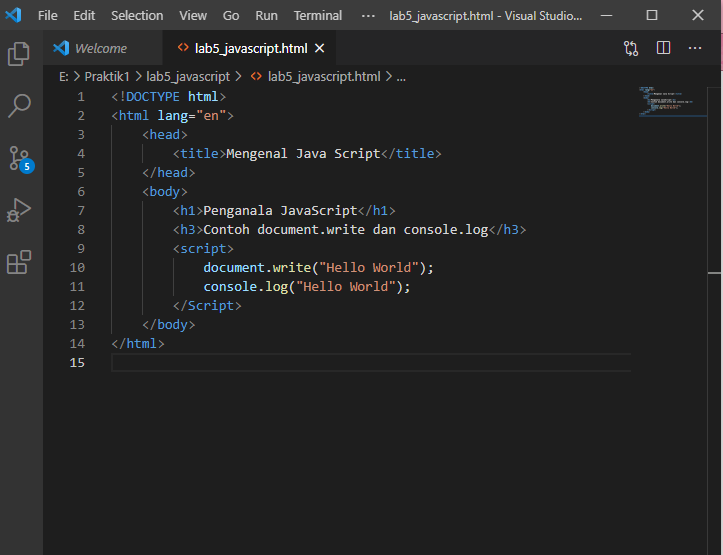 File Edit Selection View Go Run Terminal ··· lab5_javascript.html - Visual Studio...
Welcome <> lab5_javascript.html ×
E: > Praktik1 > lab5_javascript > <> lab5_javascript.html > ...
1 <!DOCTYPE html>
2 <html lang="en">
3 <head>
4 <title>Mengenal Java Script</title>
5 </head>
6 <body>
7 <h1>Penganala JavaScript</h1>
8 <h3>Contoh document.write dan console.log</h3>
9 <script>
10 document.write("Hello World");
11 console.log("Hello World");
12 </Script>
13 </body>
14 </html>
15
5